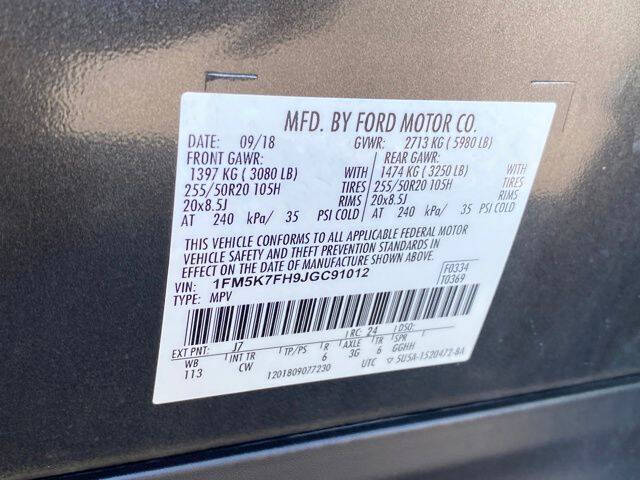 MFD. BY FORD MOTOR CO.
DATE: 09/18 GVWR: 2713 KG ( 5980 LB)
FRONT GAWR: REAR GAWR:
1397 KG ( 3080 LB) WITH 1474 KG ( 3250 LB) WITH
255/50R20 105H TIRES 255/50R20 105H TIRES
20x8.5J RIMS 20x8.5J RIMS
AT 240 kPa/ 35 PSI COLD AT 240 kPa/ 35 PSI COLD
THIS VEHICLE CONFORMS TO ALL APPLICABLE FEDERAL MOTOR
VEHICLE SAFETY AND THEFT PREVENTION STANDARDS IN
EFFECT ON THE DATE OF MANUFACTURE SHOWN ABOVE.
VIN: 1FM5K7FH9JGC91012 F0334
TYPE: MPV T0369
EXT PNT: J7 RC: 24 DSO:
WB INT TR TP/PS R AXLE TR SPR
113 CW 6 3G 6 GGHH
1201809077230 UTC 5U5A-1520472-BA